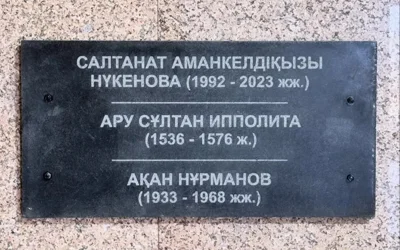 САЛТАНАТ АМАНКЕЛДІҚЫЗЫ
НҮКЕНОВА (1992 - 2023 жж.)
АРУ СҰЛТАН ИППОЛИТА
(1536 - 1576 ж.)
АҚАН НҰРМАНОВ
(1933 - 1968 жж.)